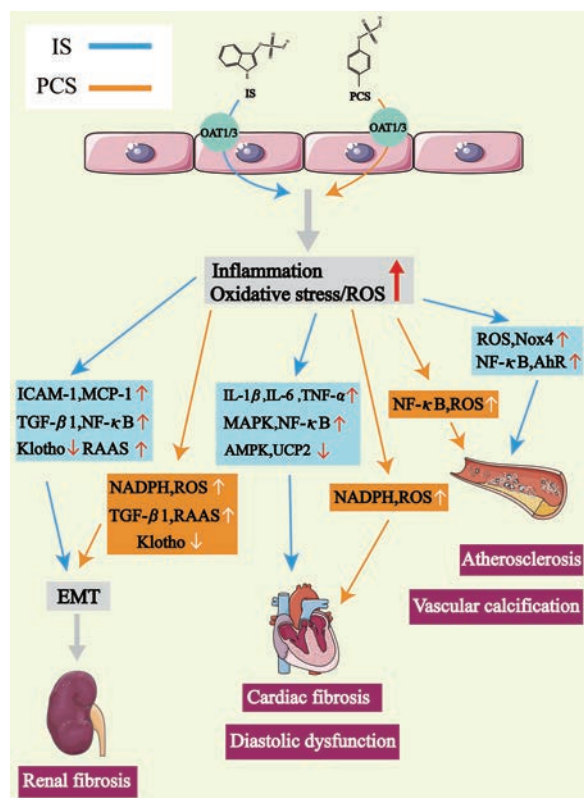 IS
PCS
IS
PCS
OAT1/3
OAT1/3
Inflammation
Oxidative stress/ROS ↑
ICAM-1,MCP-1↑
TGF-β1,NF-κB↑
Klotho↓RAAS↑
NADPH,ROS↑
TGF-β1,RAAS↑
Klotho↓
IL-1β,IL-6,TNF-α↑
MAPK,NF-κB↑
AMPK,UCP2↓
NADPH,ROS↑
NF-κB,ROS↑
ROS,Nox4↑
NF-κB,AhR↑
EMT
Renal fibrosis
Cardiac fibrosis
Diastolic dysfunction
Atherosclerosis
Vascular calcification